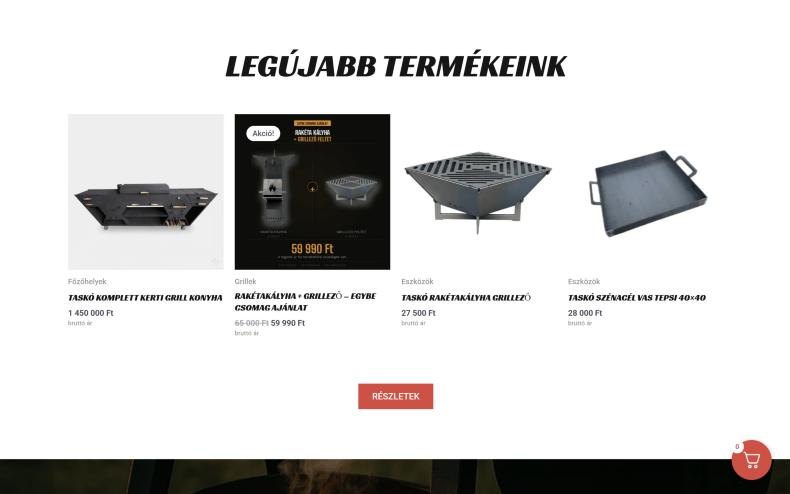 LEGÚJABB TERMÉKEINK
Akció!
RAKÉTA KÁLYHA
+ GRILLEZŐ FELTÉT
59 990 Ft
Főzőhelyek
TASKÓ KOMPLETT KERTI GRILL KONYHA
1 450 000 Ft
bruttó ár
Grillek
RAKÉTAKÁLYHA + GRILLEZŐ – EGYBE
CSOMAG AJÁNLAT
65 000 Ft 59 990 Ft
bruttó ár
Eszközök
TASKÓ RAKÉTAKÁLYHA GRILLEZŐ
27 500 Ft
bruttó ár
Eszközök
TASKÓ SZÉNACÉL VAS TEPSI 40×40
28 000 Ft
bruttó ár
RÉSZLETEK
0